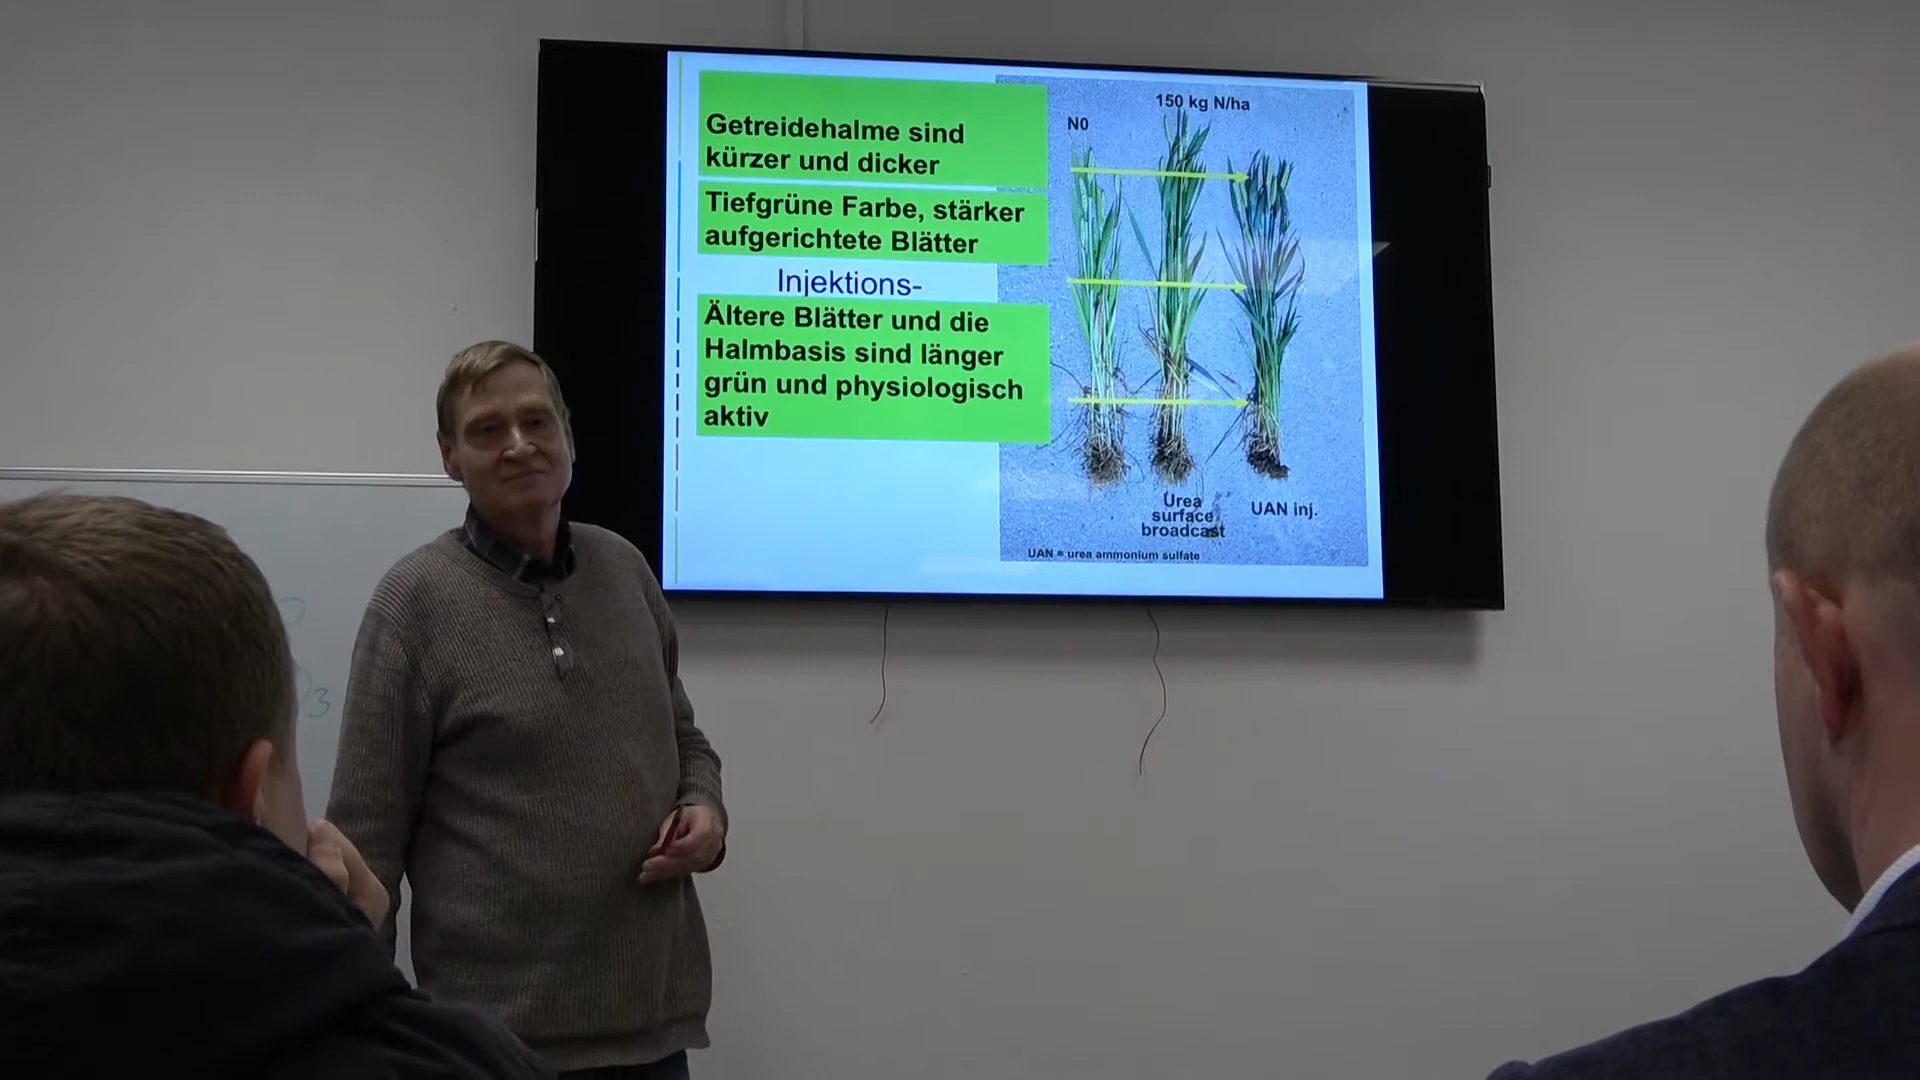 Getreidehalme sind
kürzer und dicker
Tiefgrüne Farbe, stärker
aufgerichtete Blätter
Injektions-
Ältere Blätter und die
Halmbasis sind länger
grün und physiologisch
aktiv
150 kg N/ha
N0
Urea
surface
broadcast
UAN inj.
UAN = urea ammonium sulfate
3